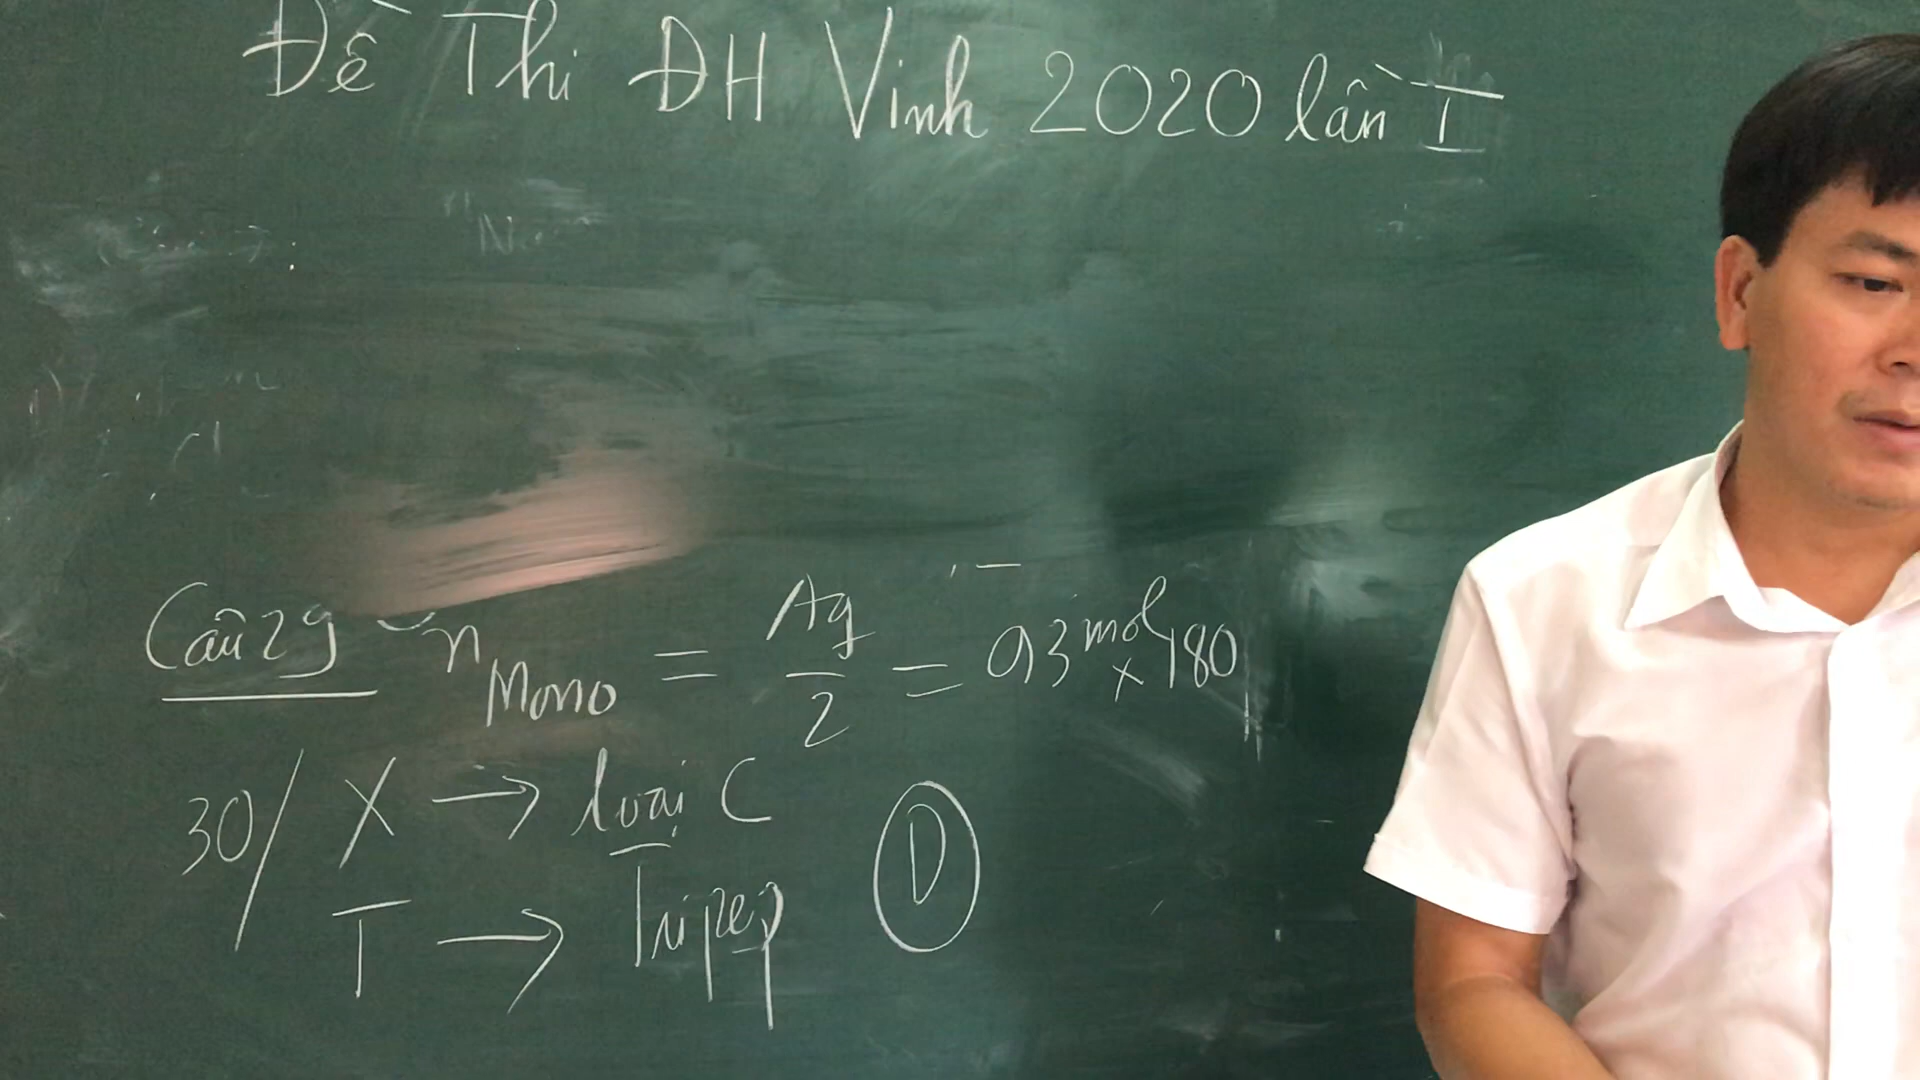 Đề Thi ĐH Vinh 2020 lần I
Câu 29 n Mono = Ag/2 = 0,3 mol x 180
30/ X → loại C
T → Tripep D